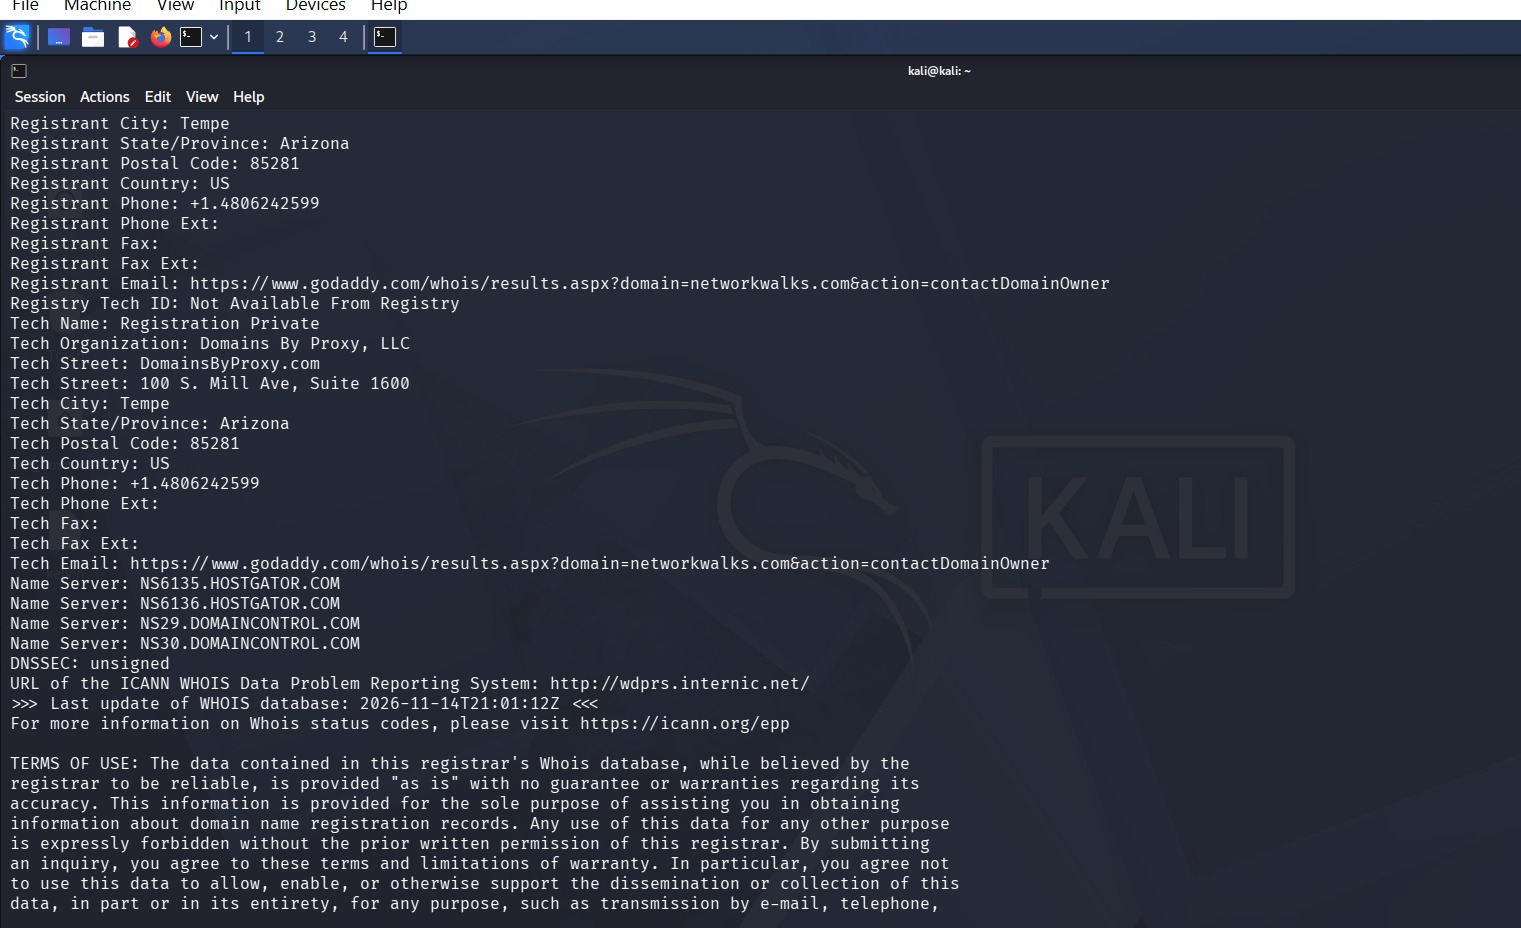 File Machine View Input Devices Help
1 2 3 4
kali@kali: ~
Session Actions Edit View Help
Registrant City: Tempe
Registrant State/Province: Arizona
Registrant Postal Code: 85281
Registrant Country: US
Registrant Phone: +1.4806242599
Registrant Phone Ext:
Registrant Fax:
Registrant Fax Ext:
Registrant Email: https://www.godaddy.com/whois/results.aspx?domain=networkwalks.com&action=contactDomainOwner
Registry Tech ID: Not Available From Registry
Tech Name: Registration Private
Tech Organization: Domains By Proxy, LLC
Tech Street: DomainsByProxy.com
Tech Street: 100 S. Mill Ave, Suite 1600
Tech City: Tempe
Tech State/Province: Arizona
Tech Postal Code: 85281
Tech Country: US
Tech Phone: +1.4806242599
Tech Phone Ext:
Tech Fax:
Tech Fax Ext:
Tech Email: https://www.godaddy.com/whois/results.aspx?domain=networkwalks.com&action=contactDomainOwner
Name Server: NS6135.HOSTGATOR.COM
Name Server: NS6136.HOSTGATOR.COM
Name Server: NS29.DOMAINCONTROL.COM
Name Server: NS30.DOMAINCONTROL.COM
DNSSEC: unsigned
URL of the ICANN WHOIS Data Problem Reporting System: http://wdprs.internic.net/
>>> Last update of WHOIS database: 2026-11-14T21:01:12Z <<<
For more information on Whois status codes, please visit https://icann.org/epp
TERMS OF USE: The data contained in this registrar's Whois database, while believed by the
registrar to be reliable, is provided "as is" with no guarantee or warranties regarding its
accuracy. This information is provided for the sole purpose of assisting you in obtaining
information about domain name registration records. Any use of this data for any other purpose
is expressly forbidden without the prior written permission of this registrar. By submitting
an inquiry, you agree to these terms and limitations of warranty. In particular, you agree not
to use this data to allow, enable, or otherwise support the dissemination or collection of this
data, in part or in its entirety, for any purpose, such as transmission by e-mail, telephone,
KALI